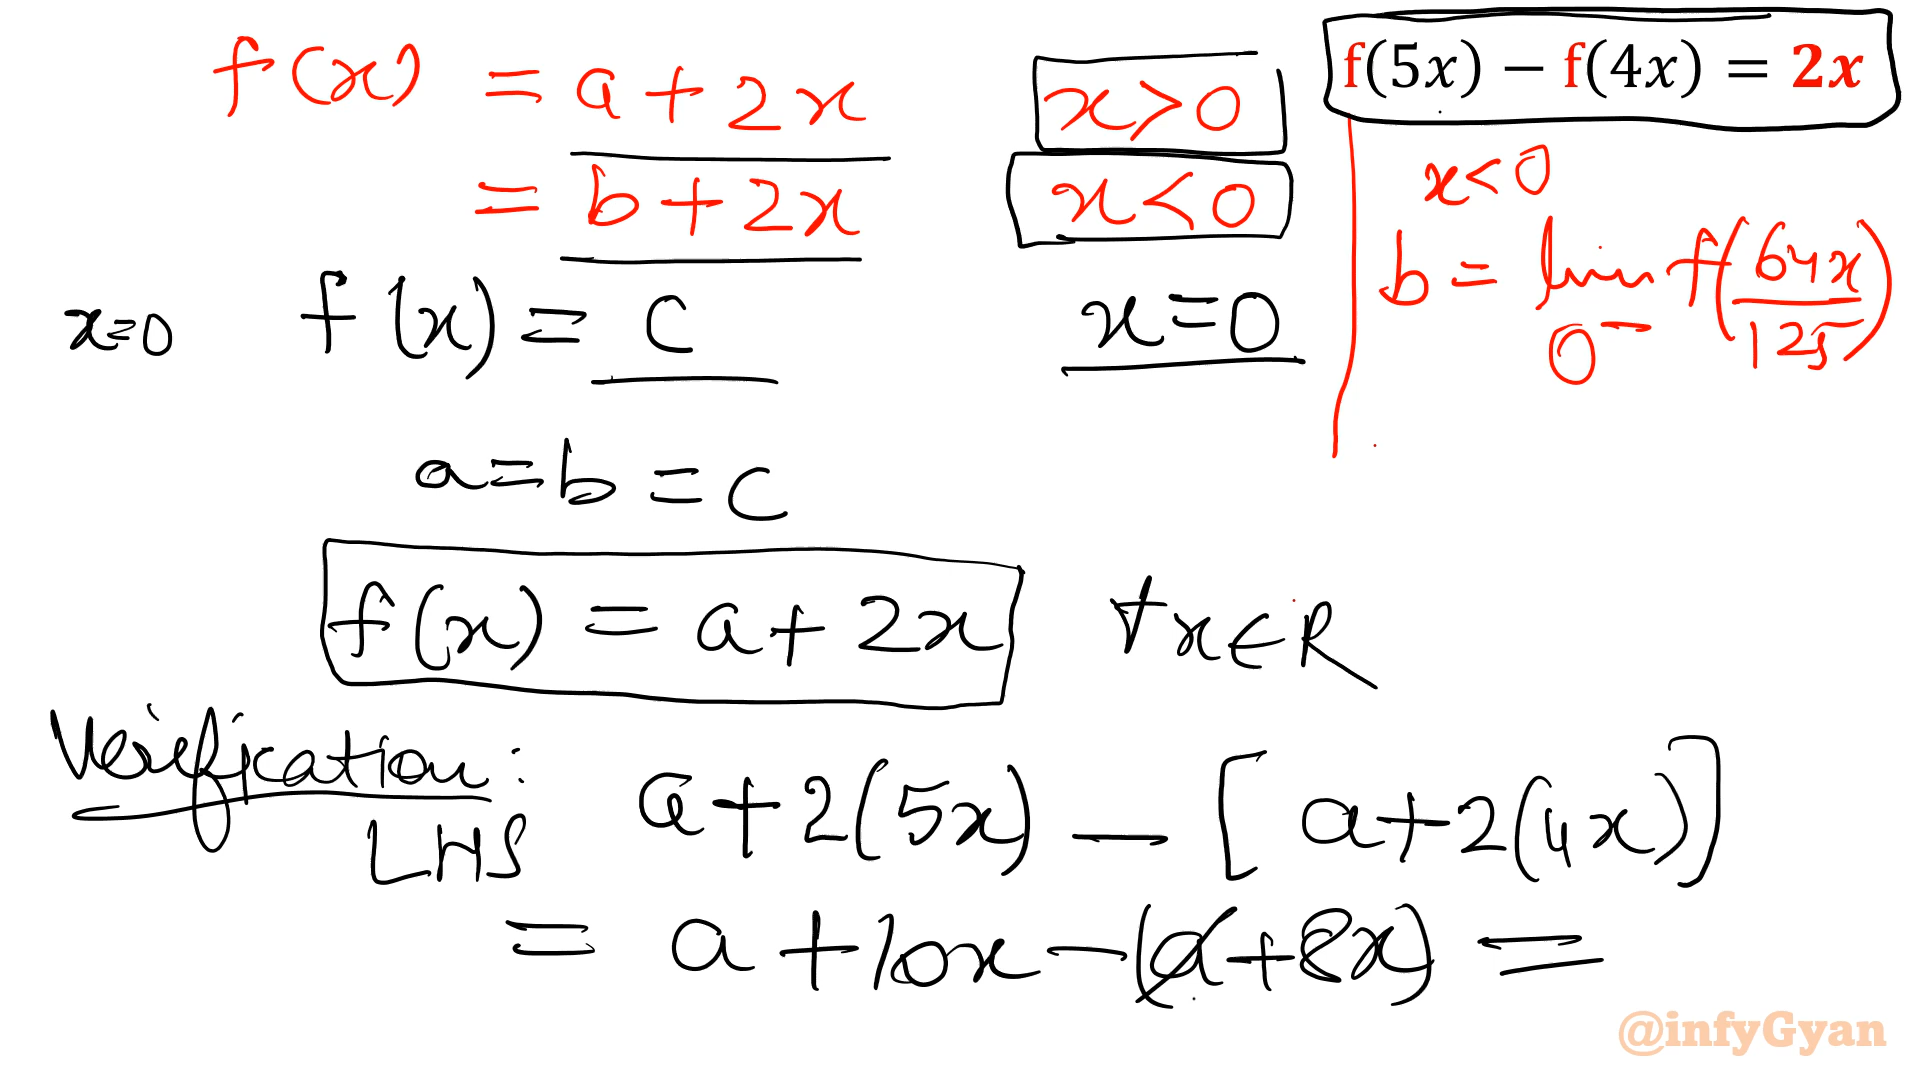 f(x) = a + 2x x > 0
= b + 2x x < 0
x = 0 f(x) = c x = 0
a = b = c
f(x) = a + 2x ∀ x ∈ R
Verification:
LHS a + 2(5x) − [a + 2(4x)]
= a + 10x − (a + 8x) =
f(5x) − f(4x) = 2x
x < 0
b = lim f(64x/125)
0⁻
@infyGyan